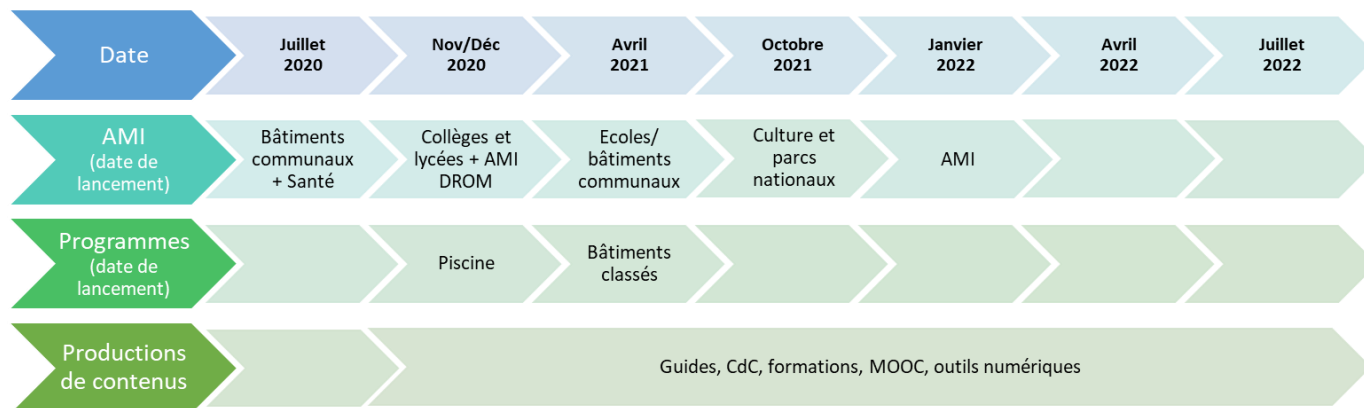 Date
Juillet
2020
Nov/Déc
2020
Avril
2021
Octobre
2021
Janvier
2022
Avril
2022
Juillet
2022
AMI
(date de
lancement)
Bâtiments
communaux
+ Santé
Collèges et
lycées + AMI
DROM
Ecoles/
bâtiments
communaux
Culture et
parcs
nationaux
AMI
Programmes
(date de
lancement)
Piscine
Bâtiments
classés
Productions
de contenus
Guides, CdC, formations, MOOC, outils numériques